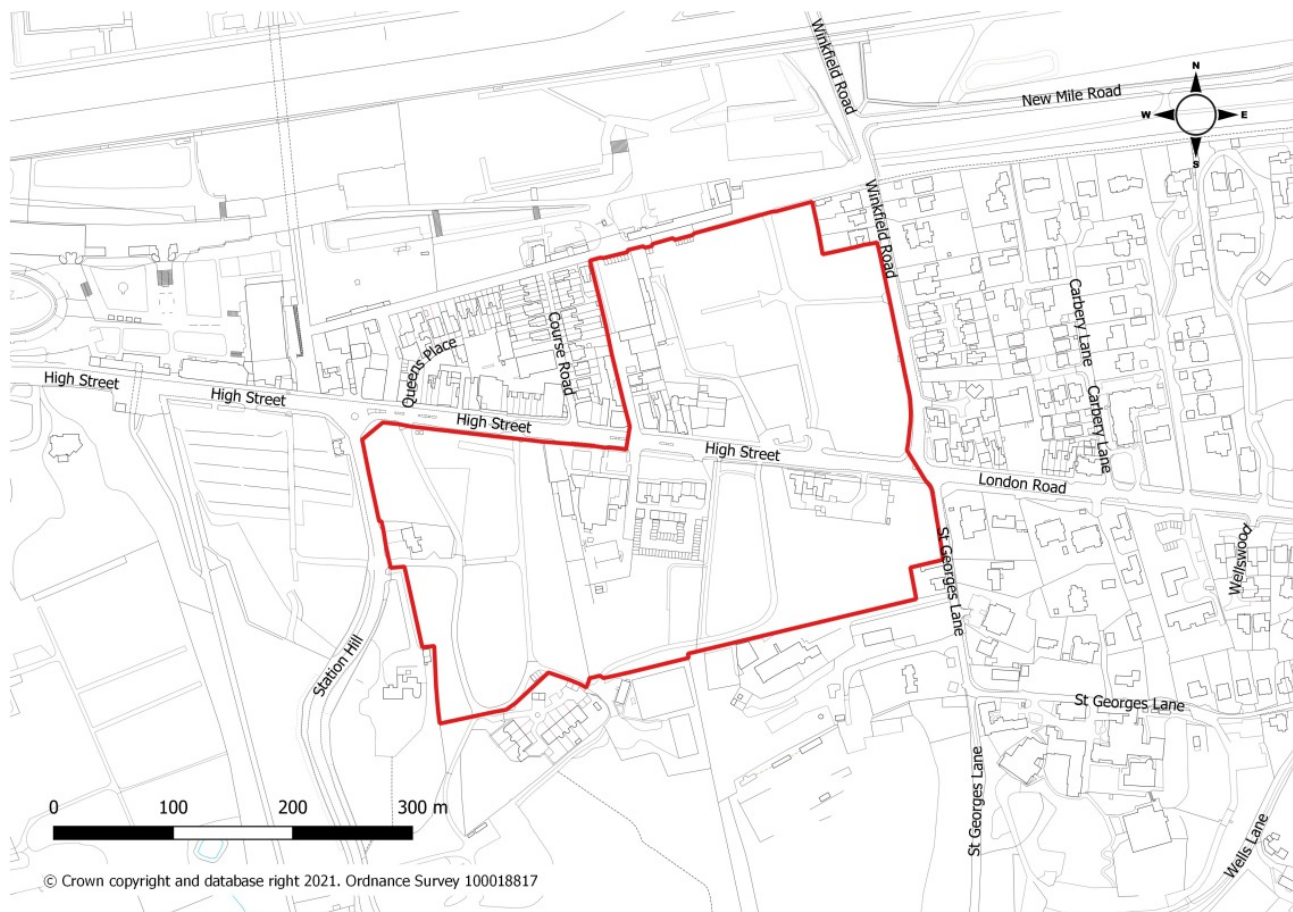 Winkfield Road
New Mile Road
N
W
E
S
Winkfield Road
Carbery Lane
Queens Place
Course Road
High Street
High Street
High Street
High Street
Carbery Lane
London Road
Wellswood
St Georges Lane
Station Hill
St Georges Lane
St Georges Lane
Wells Lane
0 100 200 300 m
© Crown copyright and database right 2021. Ordnance Survey 100018817